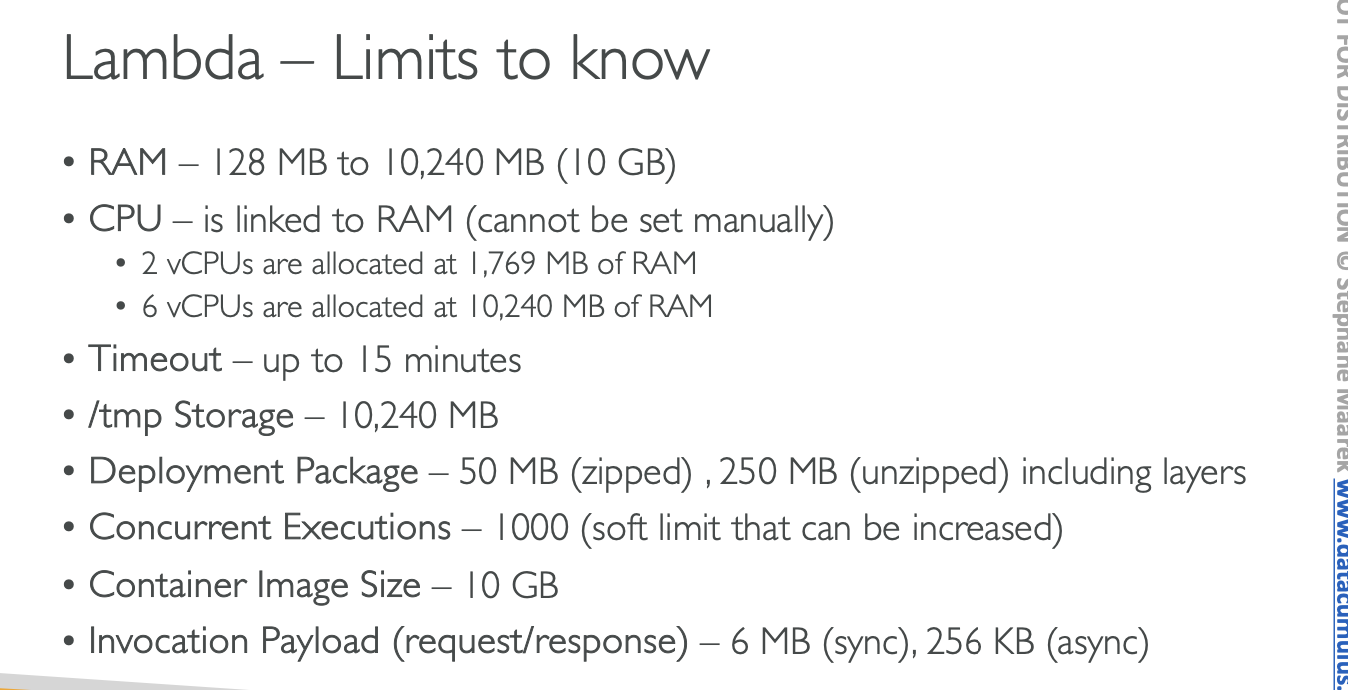 Lambda – Limits to know
• RAM – 128 MB to 10,240 MB (10 GB)
• CPU – is linked to RAM (cannot be set manually)
• 2 vCPUs are allocated at 1,769 MB of RAM
• 6 vCPUs are allocated at 10,240 MB of RAM
• Timeout – up to 15 minutes
• /tmp Storage – 10,240 MB
• Deployment Package – 50 MB (zipped) , 250 MB (unzipped) including layers
• Concurrent Executions – 1000 (soft limit that can be increased)
• Container Image Size – 10 GB
• Invocation Payload (request/response) – 6 MB (sync), 256 KB (async)
FOR DISTRIBUTION © Stephane Maarek www.datacumulus.